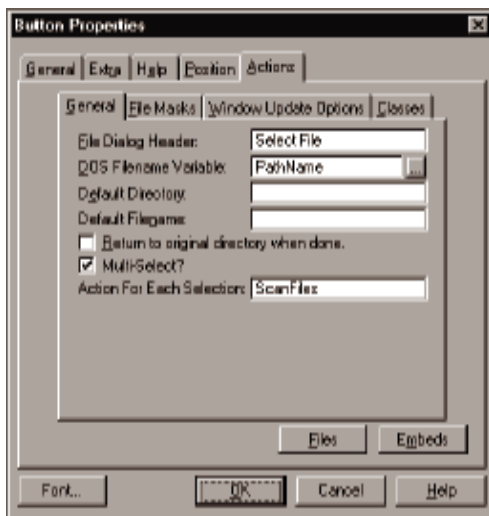 Button Properties
General Extra Help Position Actions
General File Masks Window Update Options Classes
File Dialog Header: Select File
DOS Filename Variable: PathName ...
Default Directory:
Default Filename:
Return to original directory when done.
Multi-Select?
Action For Each Selection: ScanFiles
Files Embeds
Font... OK Cancel Help